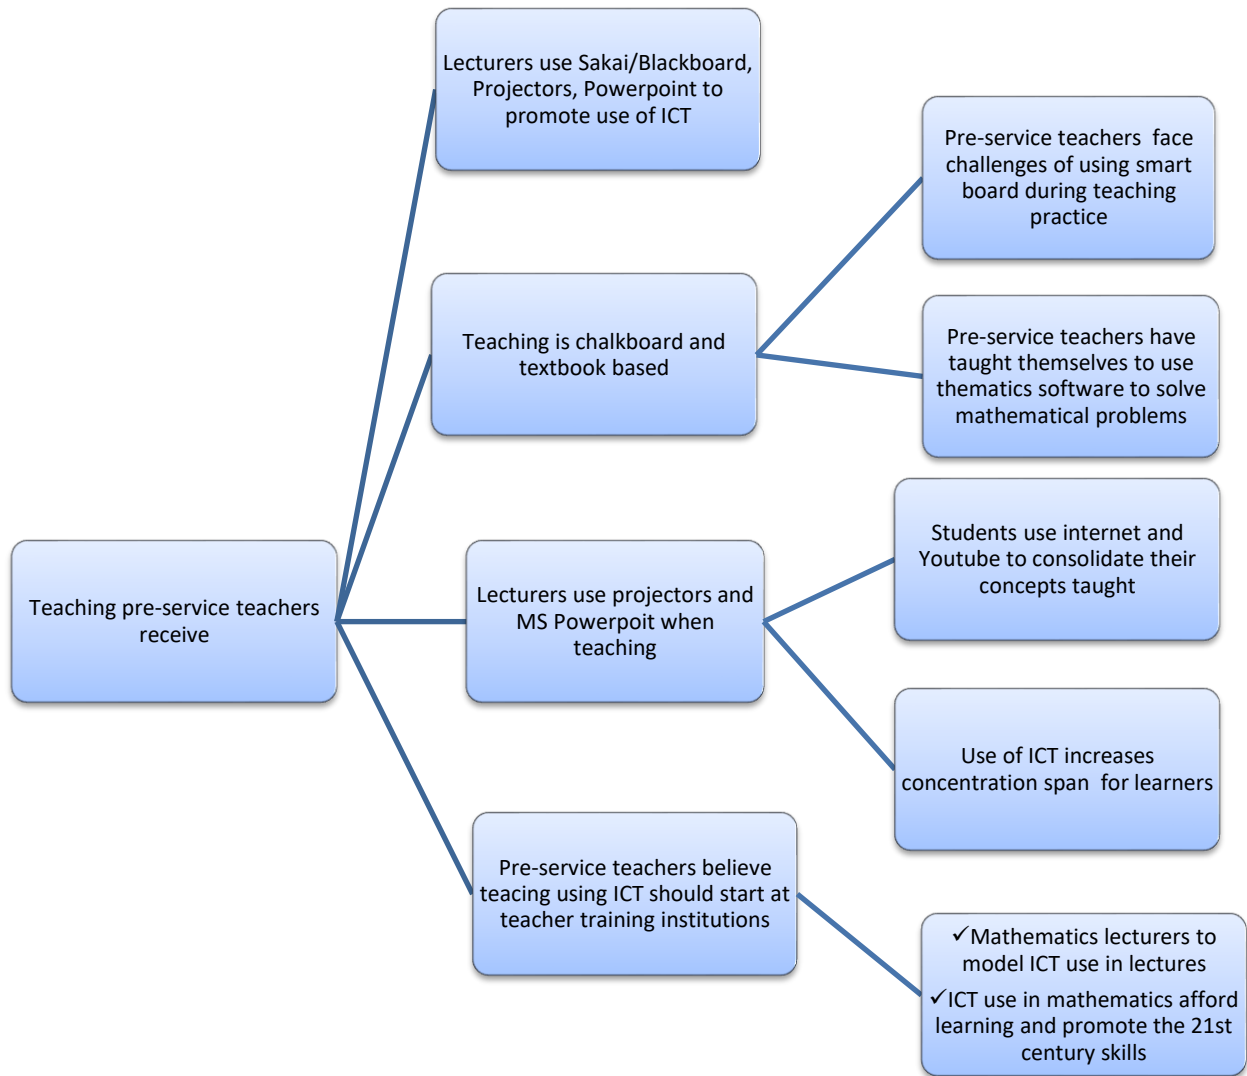 Lecturers use Sakai/Blackboard,
Projectors, Powerpoint to
promote use of ICT
Pre-service teachers face
challenges of using smart
board during teaching
practice
Teaching is chalkboard and
textbook based
Pre-service teachers have
taught themselves to use
thematics software to solve
mathematical problems
Teaching pre-service teachers
receive
Lecturers use projectors and
MS Powerpoit when
teaching
Students use internet and
Youtube to consolidate their
concepts taught
Use of ICT increases
concentration span for learners
Pre-service teachers believe
teacing using ICT should start at
teacher training institutions
✓Mathematics lecturers to
model ICT use in lectures
✓ICT use in mathematics afford
learning and promote the 21st
century skills